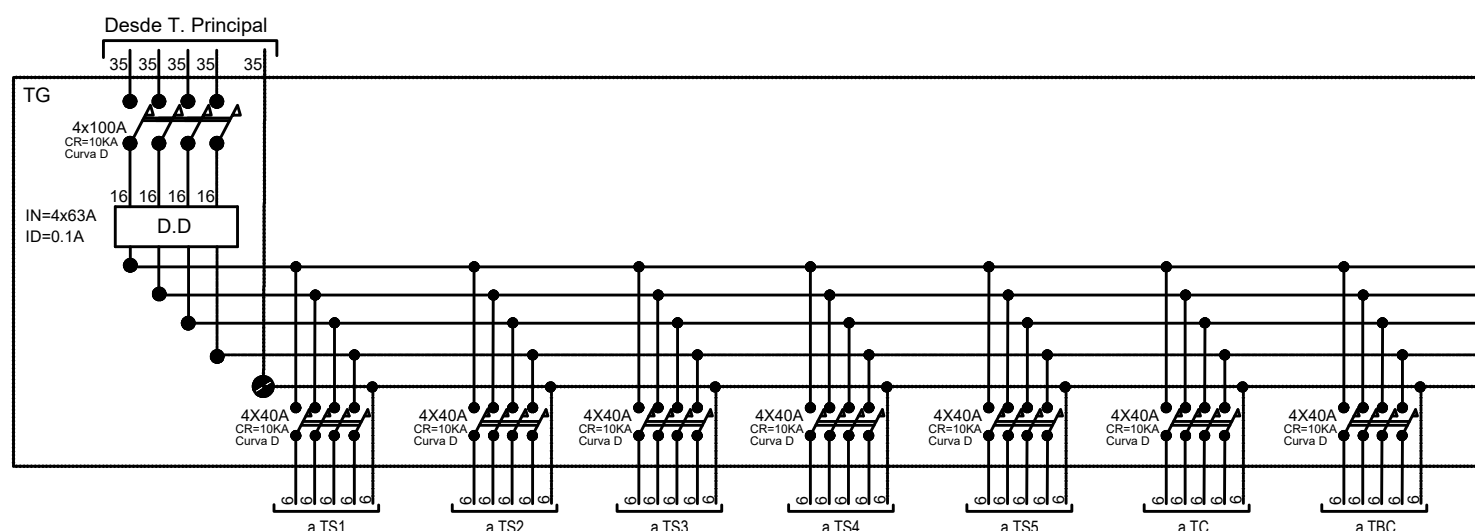 Desde T. Principal
35 35 35 35 35
TG
4x100A
CR=10KA
Curva D
16 16 16 16
IN=4x63A
ID=0.1A
D.D
4X40A
CR=10KA
Curva D
4X40A
CR=10KA
Curva D
4X40A
CR=10KA
Curva D
4X40A
CR=10KA
Curva D
4X40A
CR=10KA
Curva D
4X40A
CR=10KA
Curva D
4X40A
CR=10KA
Curva D
6 6 6 6 6
6 6 6 6 6
6 6 6 6 6
6 6 6 6 6
6 6 6 6 6
6 6 6 6 6
6 6 6 6 6
a TS1
a TS2
a TS3
a TS4
a TS5
a TC
a TBC